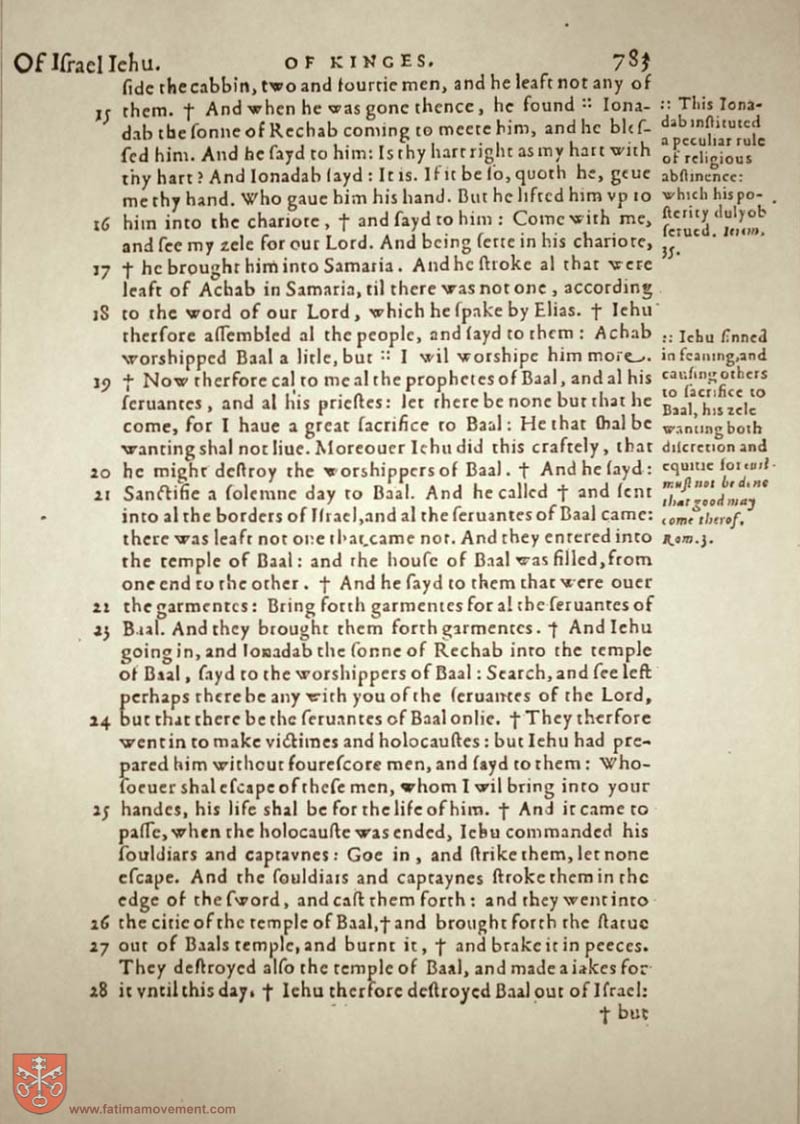 Of Iſrael Iehu. OF KINGES. 785
ſide the cabbin, two and fourtie men, and he leaft not any of
15 them. † And when he was gone thence, he found :: Iona-
dab the ſonne of Rechab coming to meete him, and he bleſ-
ſed him. And he ſayd to him: Is thy hart right as my hart with
thy hart? And Ionadab ſayd: It is. If it be ſo, quoth he, geue
me thy hand. Who gaue him his hand. But he lifted him vp to
16 him into the chariote, † and ſayd to him: Come with me,
and ſee my zele for our Lord. And being ſette in his chariote,
17 † he brought him into Samaria. And he ſtroke al that were
leaft of Achab in Samaria, til there was not one, according
18 to the word of our Lord, which he ſpake by Elias. † Iehu
therfore aſſembled al the people, and ſayd to them: Achab
worshipped Baal a litle, but :: I wil worshipe him more.
19 † Now therfore cal to me al the prophetes of Baal, and al his
ſeruantes, and al his prieſtes: let there be none but that he
come, for I haue a great ſacrifice to Baal: He that ſhal be
wanting shal not liue. Moreouer Iehu did this craftely, that
20 he might deſtroy the worshippers of Baal. † And he ſayd:
21 Sanctifie a ſolemne day to Baal. And he called † and ſent
into al the borders of Iſrael, and al the ſeruantes of Baal came:
there was leaft not one that came not. And they entered into
the temple of Baal: and the houſe of Baal was filled, from
one end to the other. † And he ſayd to them that were ouer
22 the garmentes: Bring forth garmentes for al the ſeruantes of
23 Baal. And they brought them forth garmentes. † And Iehu
going in, and Ionadab the ſonne of Rechab into the temple
of Baal, ſayd to the worshippers of Baal: Search, and ſee leſt
perhaps there be any with you of the ſeruantes of the Lord,
24 but that there be the ſeruantes of Baal onlie. † They therfore
went in to make victimes and holocauſtes: but Iehu had pre-
pared him without foureſcore men, and ſayd to them: Who-
ſoeuer shal eſcape of theſe men, whom I wil bring into your
25 handes, his life shal be for the life of him. † And it came to
paſſe, when the holocauſte was ended, Iehu commanded his
ſouldiars and captaynes: Goe in, and ſtrike them, let none
eſcape. And the ſouldiars and captaynes ſtroke them in the
edge of the ſword, and caſt them forth: and they went into
26 the citie of the temple of Baal, † and brought forth the ſtatue
27 out of Baals temple, and burnt it, † and brake it in peeces.
They deſtroyed alſo the temple of Baal, and made a iakes for
28 it vntil this day. † Iehu therfore deſtroyed Baal out of Iſrael:
† but
:: This Iona-
dab inſtituted
a peculiar rule
of religious
abſtinence:
which his po-
ſterity duly ob
ſerued. Ierem.
35.
:: Iehu ſinned
in feaning, and
cauſing others
to ſacrifice to
Baal, his zele
wanting both
diſcretion and
equitie for euil
muſt not be done
that good may
come therof.
Rom. 3.
www.fatimamovement.com